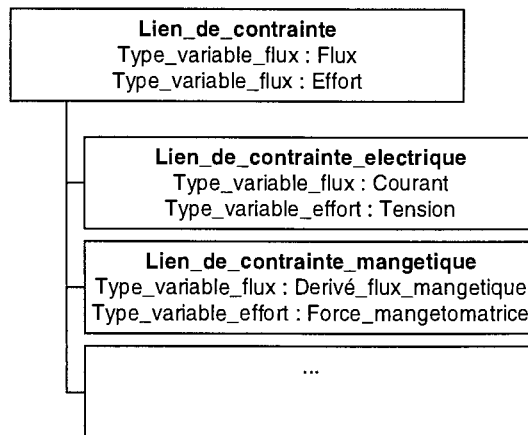 Lien_de_contrainte
Type_variable_flux : Flux
Type_variable_flux : Effort
Lien_de_contrainte_electrique
Type_variable_flux : Courant
Type_variable_effort : Tension
Lien_de_contrainte_mangetique
Type_variable_flux : Derivé_flux_mangetique
Type_variable_effort : Force_mangetomatrice
...